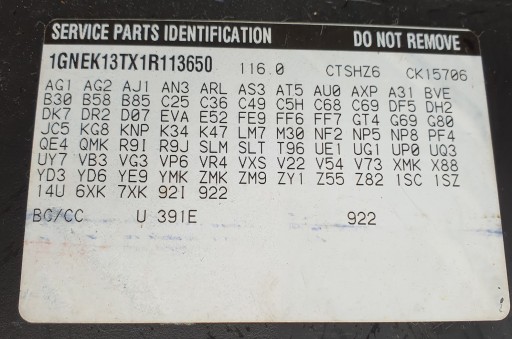 SERVICE PARTS IDENTIFICATION DO NOT REMOVE
1GNEK13TX1R113650 116.0 CTSHZ6 CK15706
AG1 AG2 AJ1 AN3 ARL AS3 AT5 AU0 AXP A31 BVE
B30 B58 B85 C25 C36 C49 C5H C68 C69 DF5 DH2
DK7 DR2 D07 EVA E52 FE9 FF6 FF7 GT4 G69 G80
JC5 KG8 KNP K34 K47 LM7 M30 NF2 NP5 NP8 PF4
QE4 QMK R9I R9J SLM SLT T96 UE1 UG1 UP0 UQ3
UY7 VB3 VG3 VP6 VR4 VXS V22 V54 V73 XMK X88
YD3 YD6 YE9 YMK ZMK ZM9 ZY1 Z55 Z82 1SC 1SZ
14U 6XK 7XK 92I 922
BC/CC U 391E 922